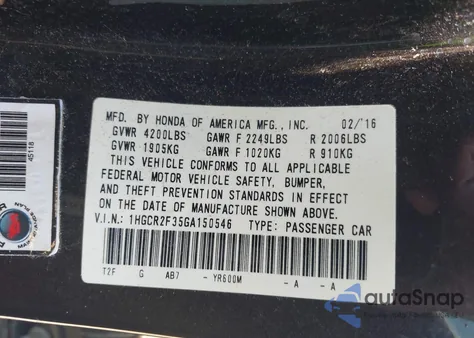 MFD. BY HONDA OF AMERICA MFG., INC. 02/'16
GVWR 4200LBS GAWR F 2249LBS R 2006LBS
GVWR 1905KG GAWR F 1020KG R 910KG
THIS VEHICLE CONFORMS TO ALL APPLICABLE
FEDERAL MOTOR VEHICLE SAFETY, BUMPER,
AND THEFT PREVENTION STANDARDS IN EFFECT
ON THE DATE OF MANUFACTURE SHOWN ABOVE.
V.I.N: 1HGCR2F35GA150546 TYPE: PASSENGER CAR
T2F G AB7 - YR600M - A - A
45118
autoSnap